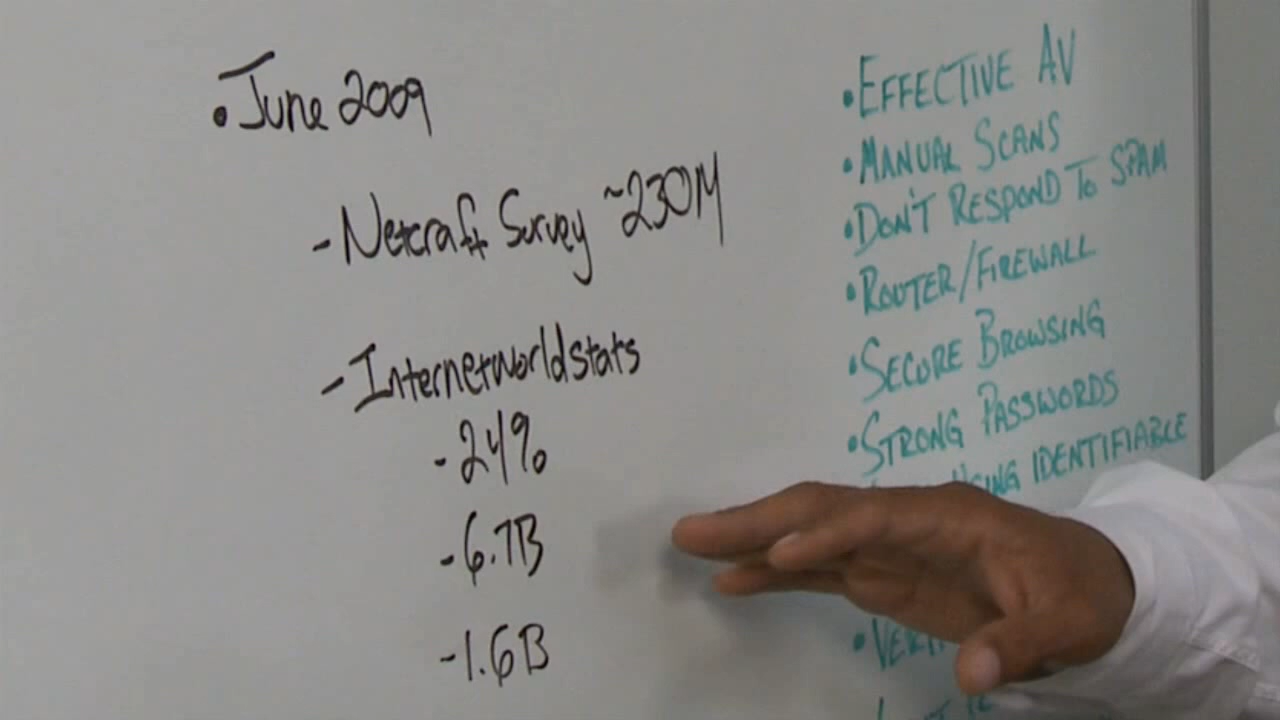 • June 2009
- Netcraft Survey ~230M
- Internetworldstats
- 24%
- 6.7B
- 1.6B
• EFFECTIVE AV
• MANUAL SCANS
• DON'T RESPOND TO SPAM
• ROUTER/FIREWALL
• SECURE BROWSING
• STRONG PASSWORDS
IDENTIFIABLE